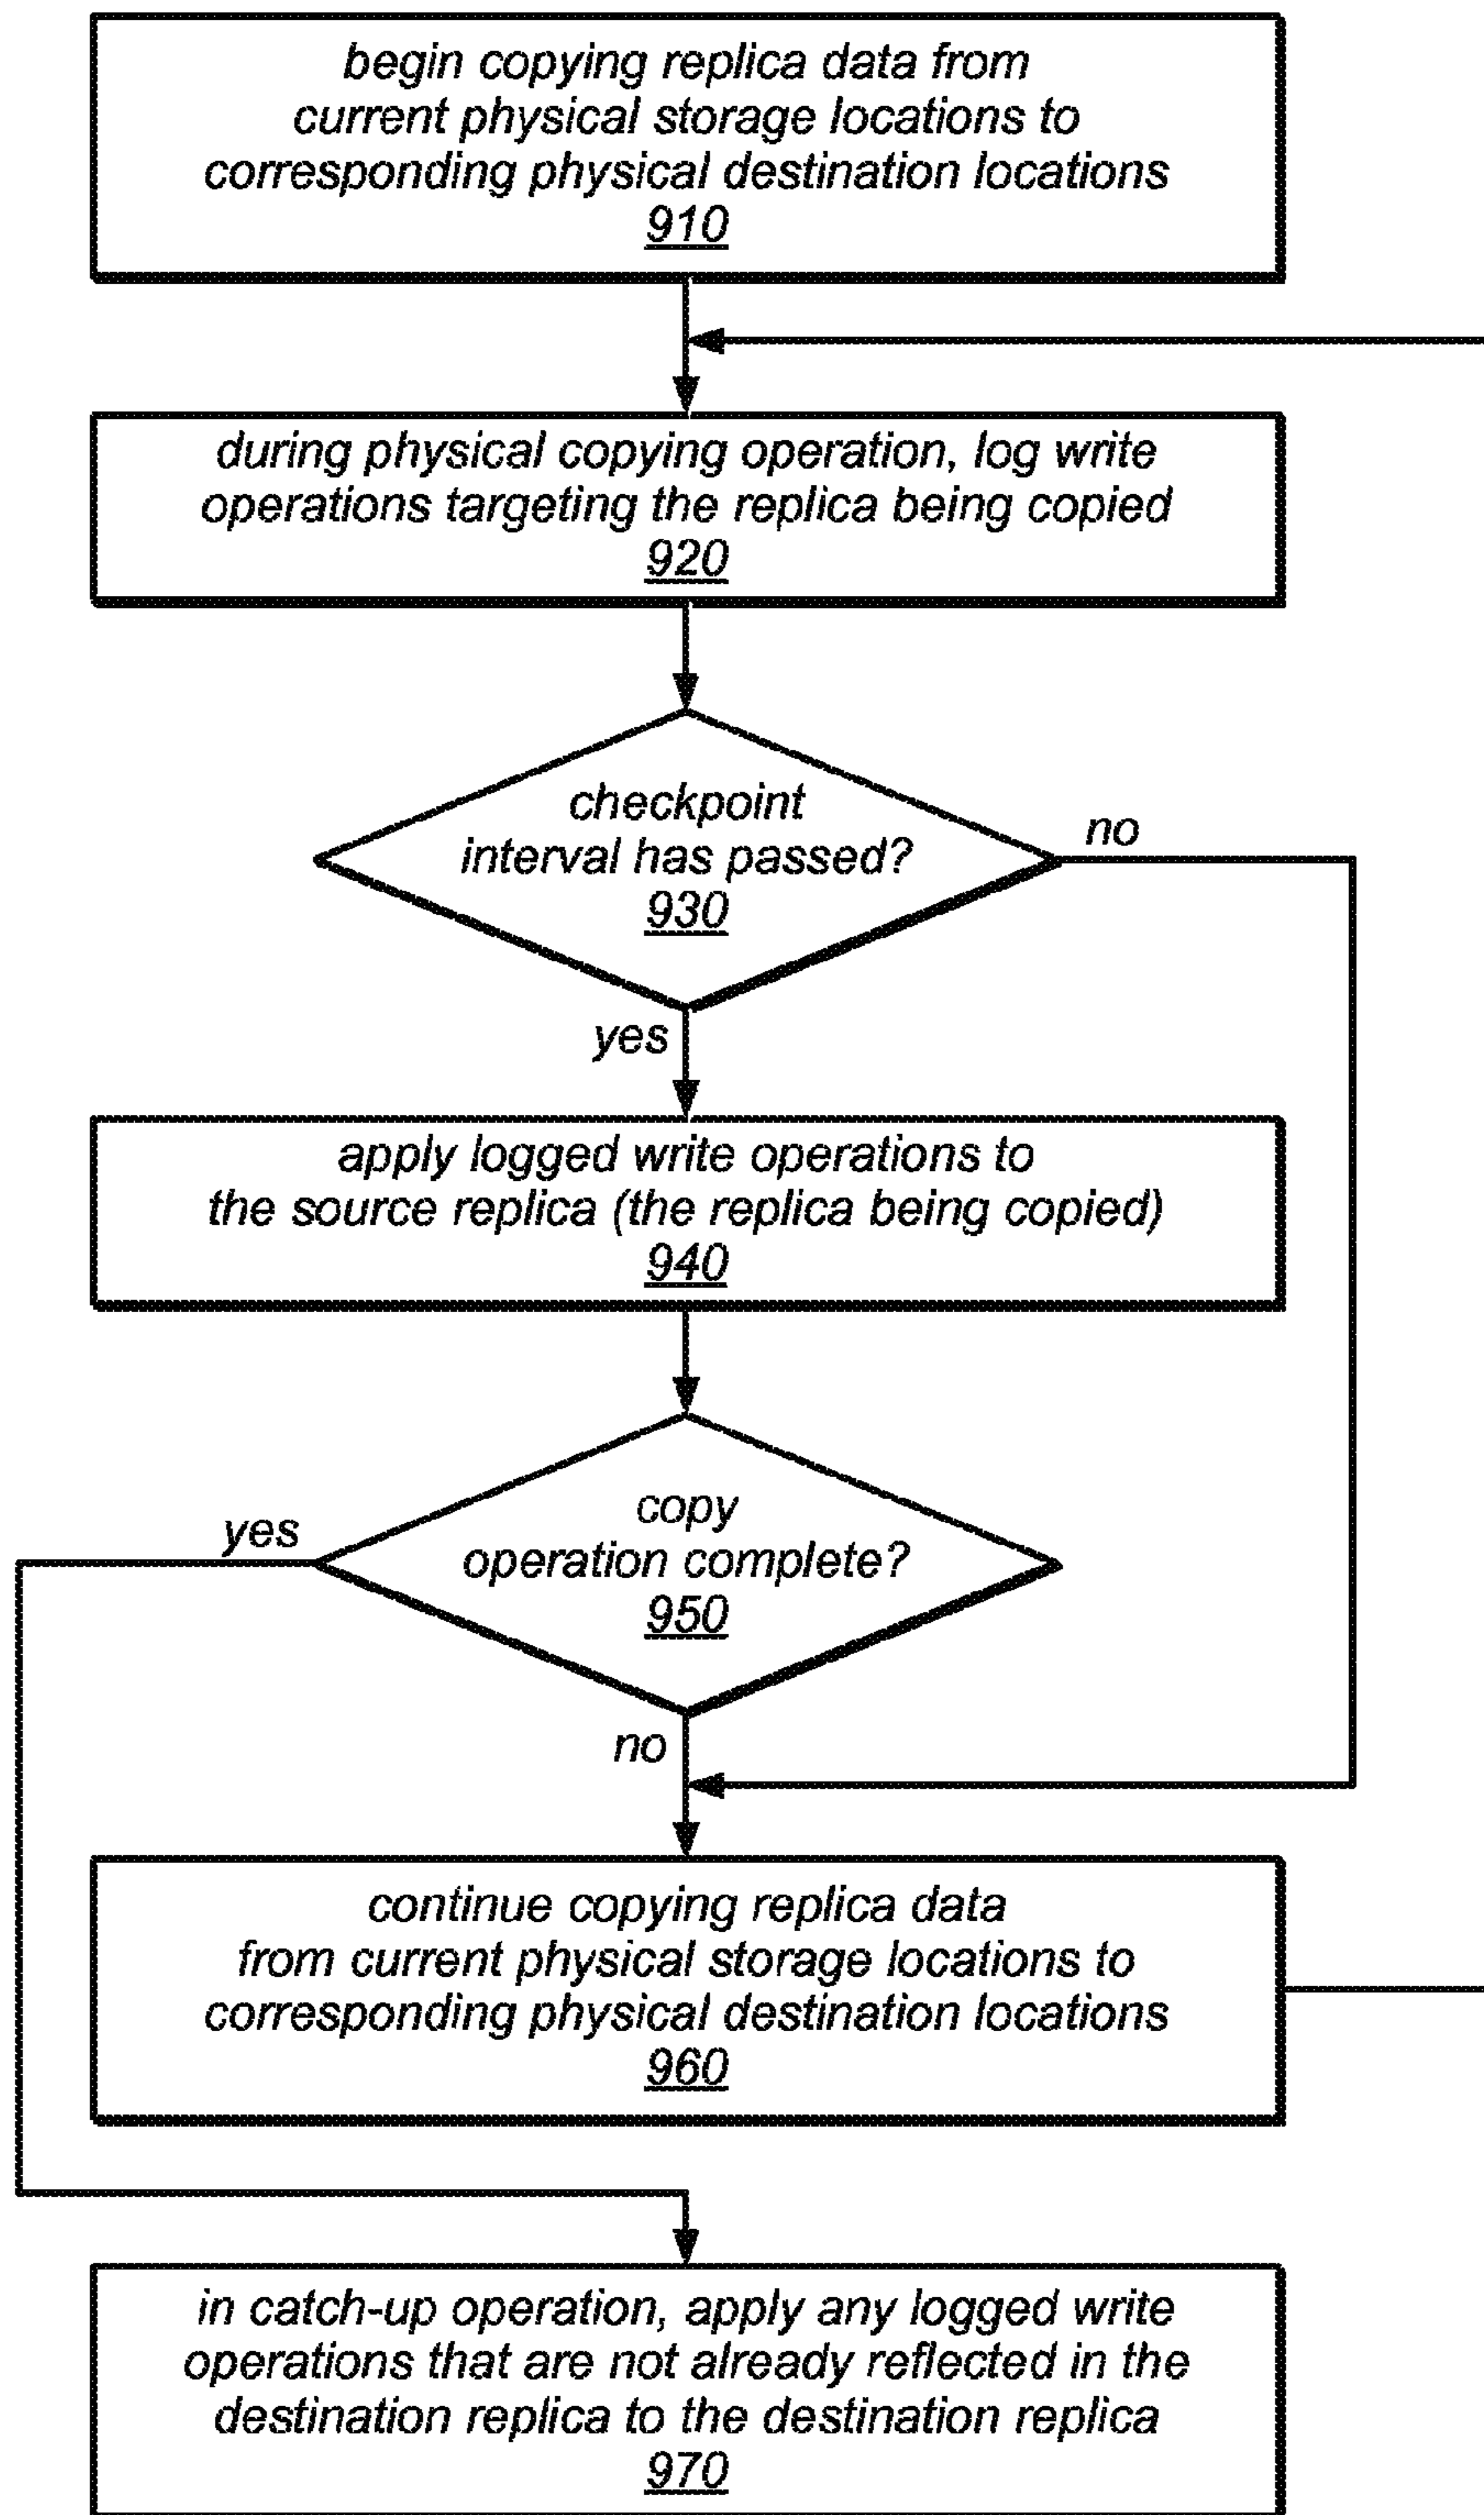 begin copying replica data from
current physical storage locations to
corresponding physical destination locations
910
during physical copying operation, log write
operations targeting the replica being copied
920
checkpoint
interval has passed?
930
no
yes
apply logged write operations to
the source replica (the replica being copied)
940
copy
operation complete?
950
yes
no
continue copying replica data
from current physical storage locations to
corresponding physical destination locations
960
in catch-up operation, apply any logged write
operations that are not already reflected in the
destination replica to the destination replica
970